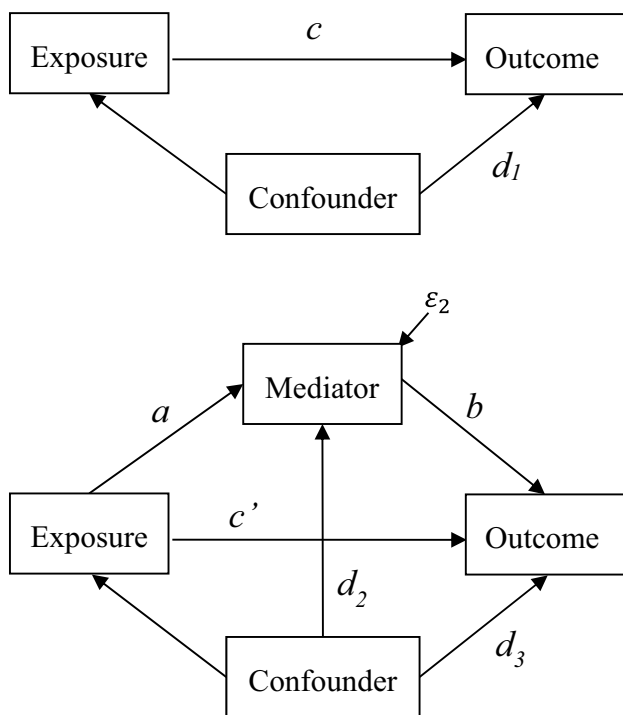 c
Exposure
Outcome
d1
Confounder
ε2
Mediator
a
b
Exposure
c’
Outcome
d2
d3
Confounder